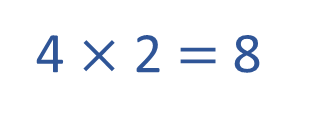 4 × 2 = 8